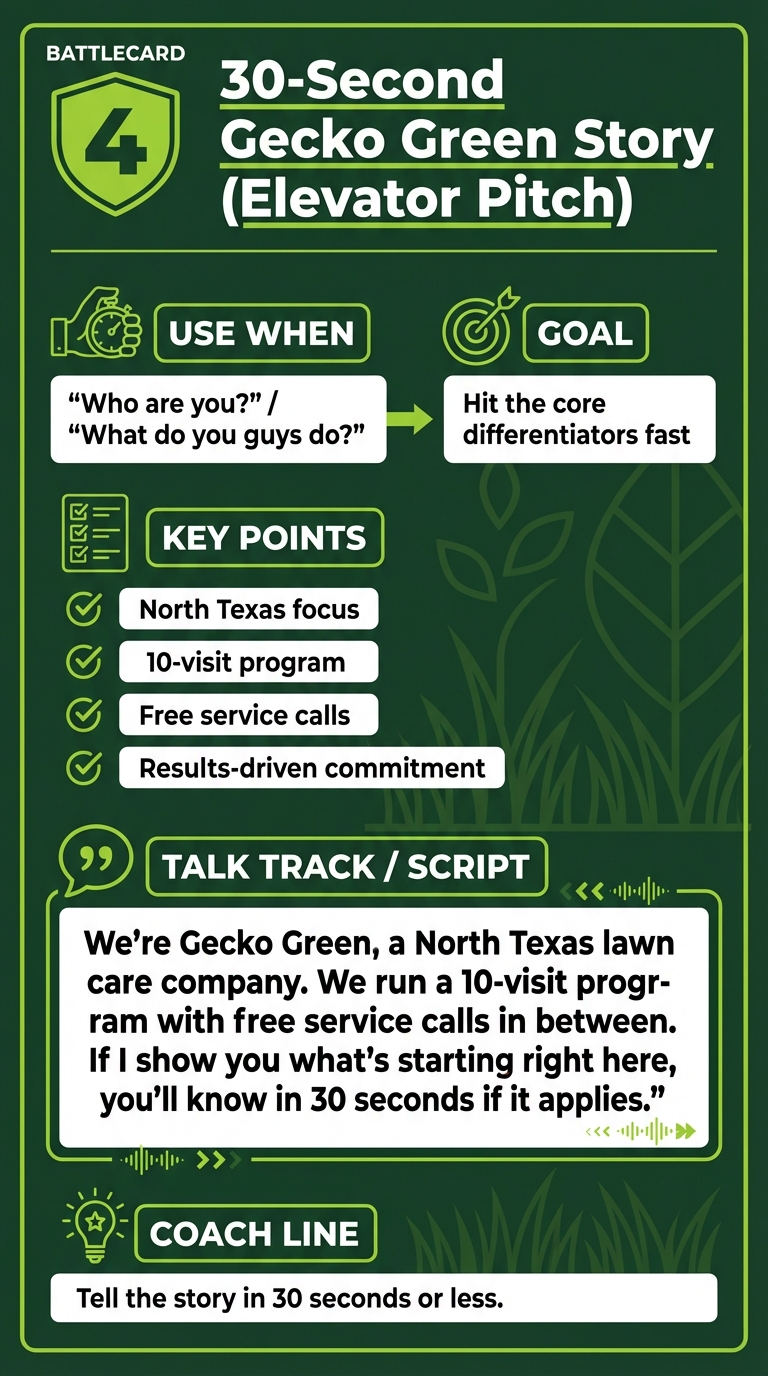 BATTLECARD
4
30-Second
Gecko Green Story
(Elevator Pitch)
USE WHEN
“Who are you?” /
“What do you guys do?”
GOAL
Hit the core
differentiators fast
KEY POINTS
North Texas focus
10-visit program
Free service calls
Results-driven commitment
TALK TRACK / SCRIPT
We’re Gecko Green, a North Texas lawn
care company. We run a 10-visit progr-
ram with free service calls in between.
If I show you what’s starting right here,
you’ll know in 30 seconds if it applies.”
COACH LINE
Tell the story in 30 seconds or less.